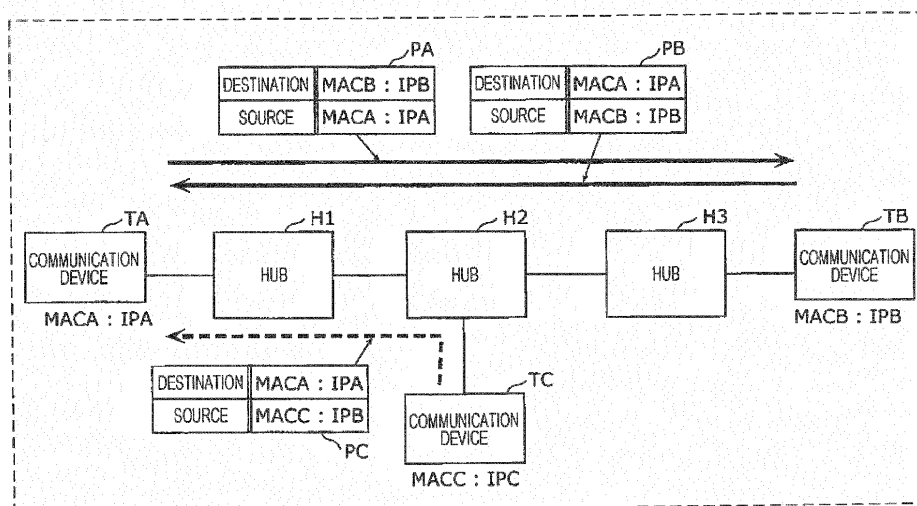 PA
DESTINATION MACB : IPB
SOURCE MACA : IPA
PB
DESTINATION MACA : IPA
SOURCE MACB : IPB
TA
COMMUNICATION
DEVICE
MACA : IPA
H1
HUB
H2
HUB
H3
HUB
TB
COMMUNICATION
DEVICE
MACB : IPB
DESTINATION MACA : IPA
SOURCE MACC : IPB
PC
TC
COMMUNICATION
DEVICE
MACC : IPC